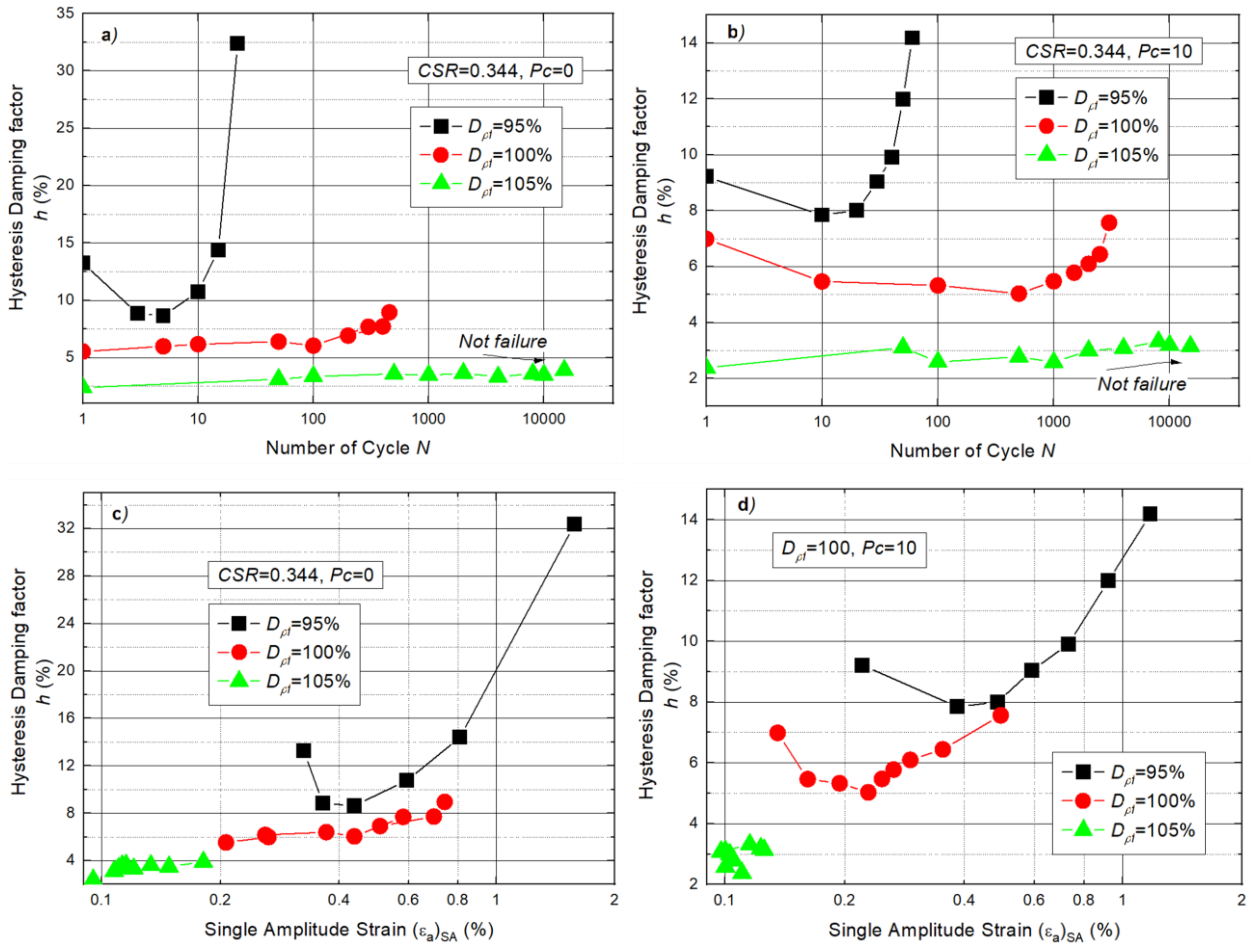 a)
35
30
25
20
15
10
5
Hysteresis Damping factor
h (%)
CSR=0.344, Pc=0
Dρt=95%
Dρt=100%
Dρt=105%
Not failure
1 10 100 1000 10000
Number of Cycle N
b)
14
12
10
8
6
4
2
Hysteresis Damping factor
h (%)
CSR=0.344, Pc=10
Dρt=95%
Dρt=100%
Dρt=105%
Not failure
1 10 100 1000 10000
Number of Cycle N
c)
32
28
24
20
16
12
8
4
Hysteresis Damping factor
h (%)
CSR=0.344, Pc=0
Dρt=95%
Dρt=100%
Dρt=105%
0.1 0.2 0.4 0.6 0.8 1 2
Single Amplitude Strain (εa)SA (%)
d)
14
12
10
8
6
4
2
Hysteresis Damping factor
h (%)
Dρt=100, Pc=10
Dρt=95%
Dρt=100%
Dρt=105%
0.1 0.2 0.4 0.6 0.8 1 2
Single Amplitude Strain (εa)SA (%)